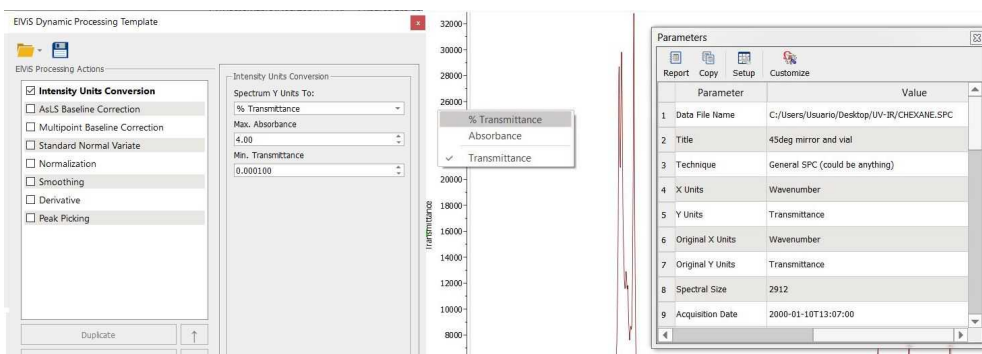 ElViS Dynamic Processing Template
x
ElViS Processing Actions
Intensity Units Conversion
AsLS Baseline Correction
Multipoint Baseline Correction
Standard Normal Variate
Normalization
Smoothing
Derivative
Peak Picking
Duplicate
Intensity Units Conversion
Spectrum Y Units To:
% Transmittance
Max. Absorbance
4.00
Min. Transmittance
0.000100
32000
30000
28000
26000
20000
18000
16000
14000
12000
10000
8000
Transmittance
% Transmittance
Absorbance
Transmittance
Parameters
Report Copy Setup Customize
Parameter Value
1 Data File Name C:/Users/Usuario/Desktop/UV-IR/CHEXANE.SPC
2 Title 45deg mirror and vial
3 Technique General SPC (could be anything)
4 X Units Wavenumber
5 Y Units Transmittance
6 Original X Units Wavenumber
7 Original Y Units Transmittance
8 Spectral Size 2912
9 Acquisition Date 2000-01-10T13:07:00